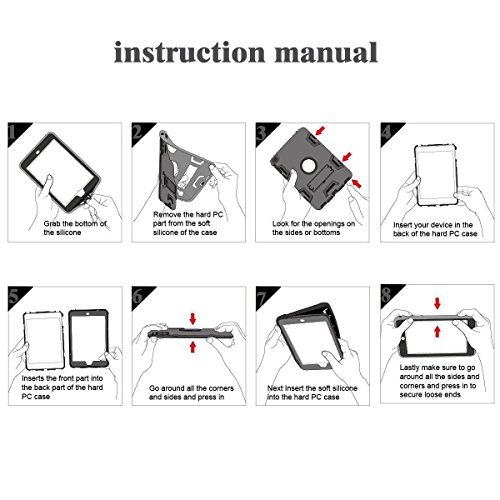 instruction manual
1
Grab the bottom of
the silicone
2
Remove the hard PC
part from the soft
silicone of the case
3
Look for the openings on
the sides or bottoms
4
Insert your device in the
back of the hard PC case
5
Inserts the front part into
the back part of the hard
PC case
6
Go around all the corners
and sides and press in
7
Next Insert the soft silicone
into the hard PC case
8
Lastly make sure to go
around all the sides and
corners and press in to
secure loose ends